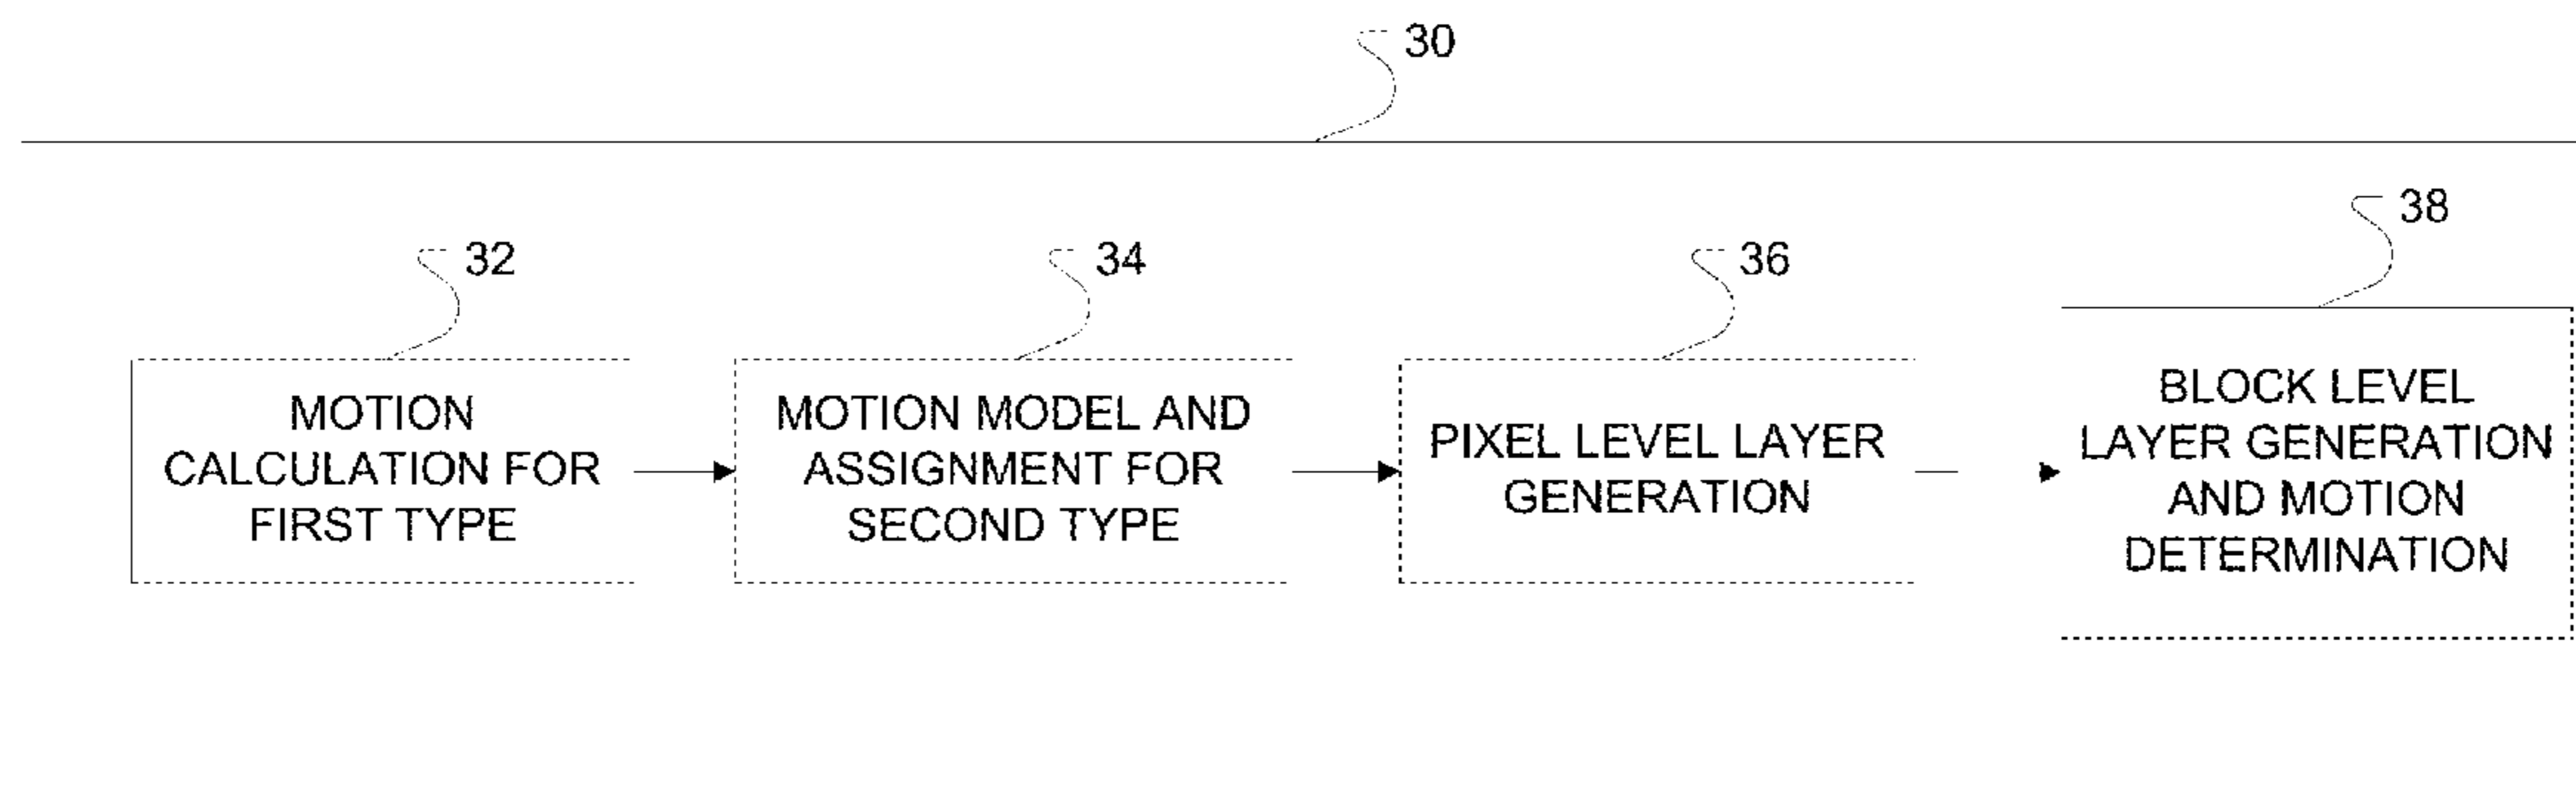 30
38
32
34
36
MOTION
CALCULATION FOR
FIRST TYPE
MOTION MODEL AND
ASSIGNMENT FOR
SECOND TYPE
PIXEL LEVEL LAYER
GENERATION
BLOCK LEVEL
LAYER GENERATION
AND MOTION
DETERMINATION